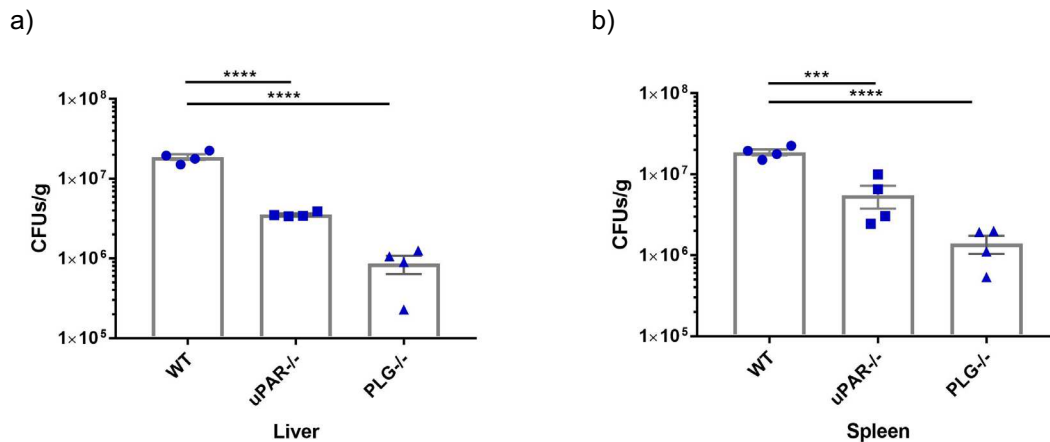 a)
****
****
1×10⁸
1×10⁷
1×10⁶
1×10⁵
CFUs/g
WT
uPAR-/-
PLG-/-
Liver
b)
***
****
1×10⁸
1×10⁷
1×10⁶
1×10⁵
CFUs/g
WT
uPAR-/-
PLG-/-
Spleen